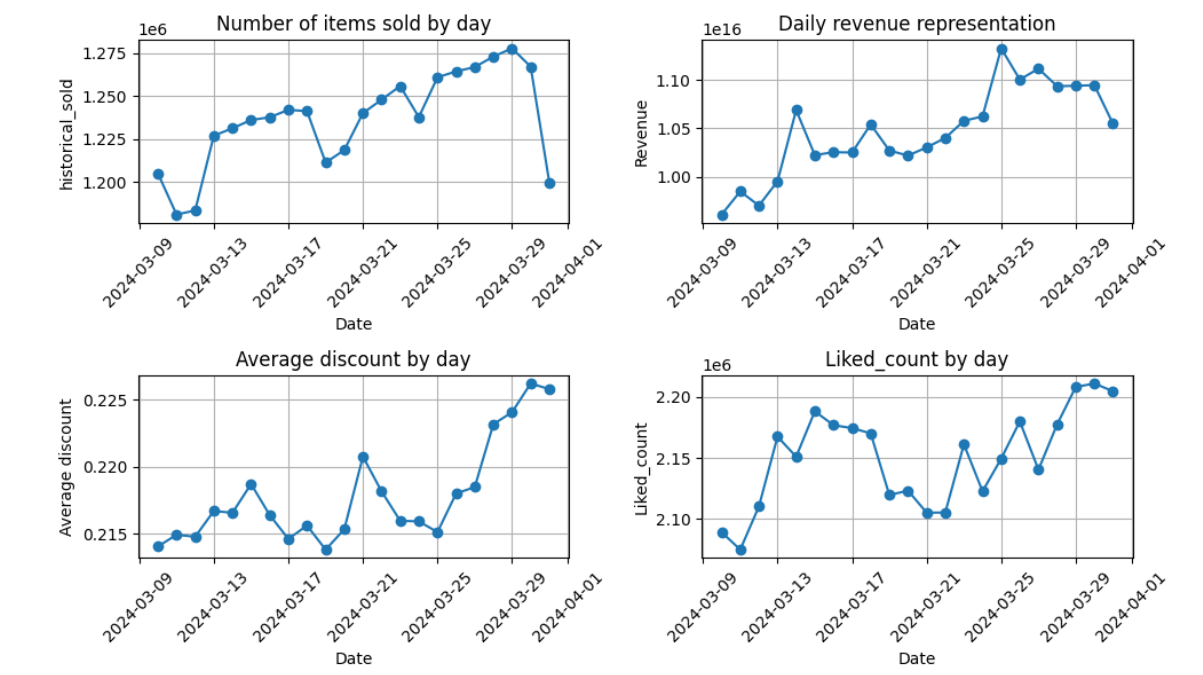 Number of items sold by day
1e6
historical_sold
1.275
1.250
1.225
1.200
2024-03-09
2024-03-13
2024-03-17
2024-03-21
2024-03-25
2024-03-29
2024-04-01
Date
Daily revenue representation
1e16
Revenue
1.10
1.05
1.00
2024-03-09
2024-03-13
2024-03-17
2024-03-21
2024-03-25
2024-03-29
2024-04-01
Date
Average discount by day
Average discount
0.225
0.220
0.215
2024-03-09
2024-03-13
2024-03-17
2024-03-21
2024-03-25
2024-03-29
2024-04-01
Date
Liked_count by day
1e6
Liked_count
2.20
2.15
2.10
2024-03-09
2024-03-13
2024-03-17
2024-03-21
2024-03-25
2024-03-29
2024-04-01
Date